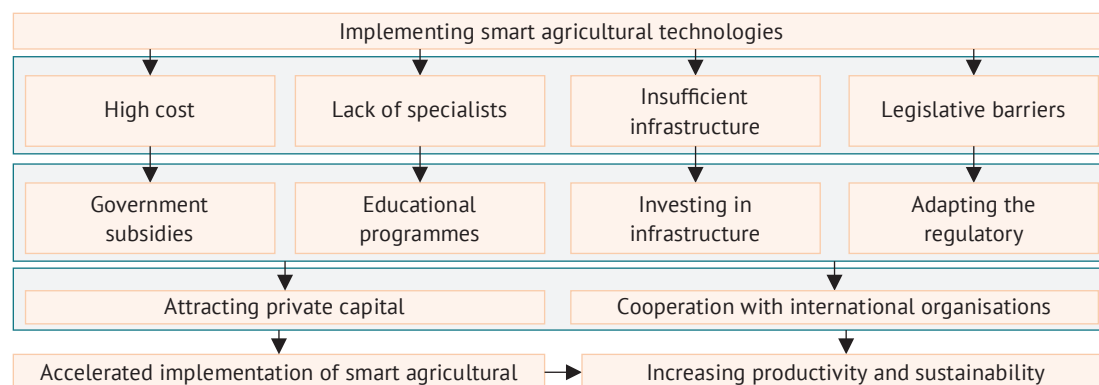 Implementing smart agricultural technologies
High cost
Lack of specialists
Insufficient
infrastructure
Legislative barriers
Government
subsidies
Educational
programmes
Investing in
infrastructure
Adapting the
regulatory
Attracting private capital
Cooperation with international organisations
Accelerated implementation of smart agricultural
Increasing productivity and sustainability